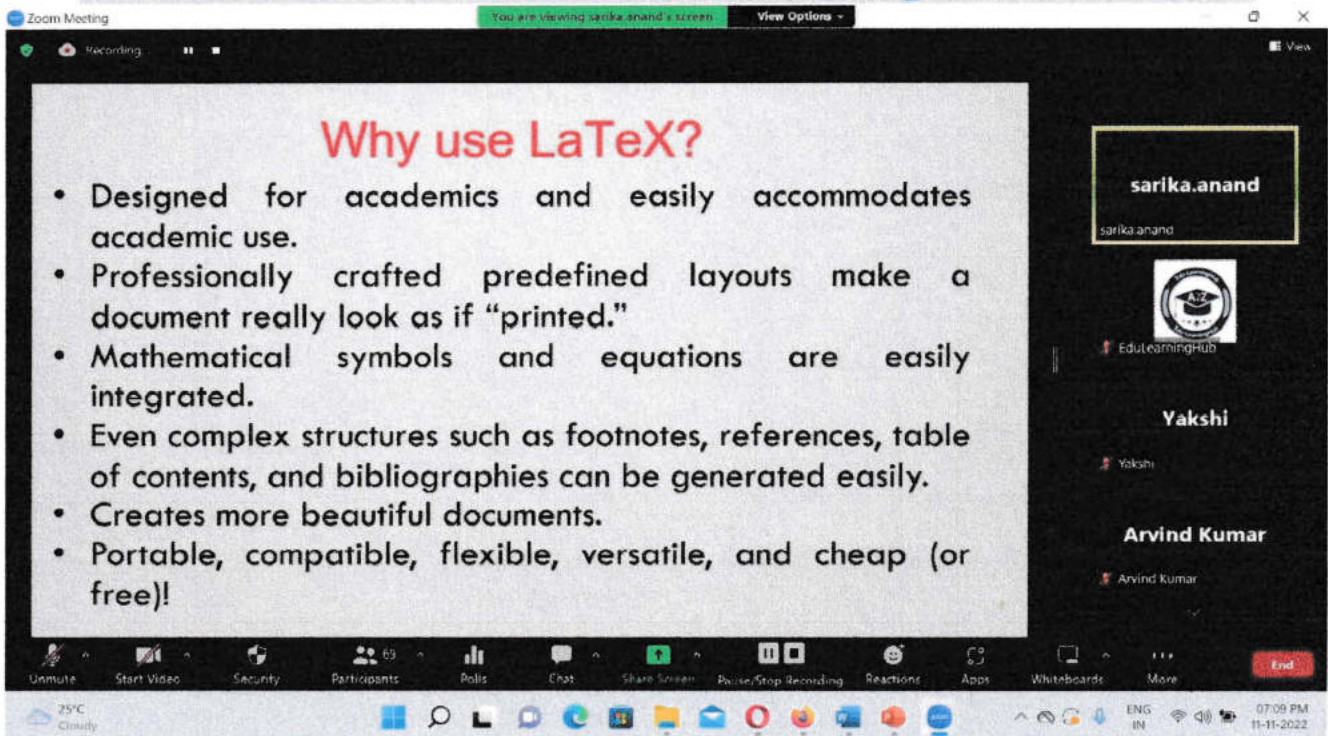 Zoom Meeting
You are viewing sarika.anand's screen
View Options
Recording
View
Why use LaTeX?
• Designed for academics and easily accommodates
academic use.
• Professionally crafted predefined layouts make a
document really look as if “printed.”
• Mathematical symbols and equations are easily
integrated.
• Even complex structures such as footnotes, references, table
of contents, and bibliographies can be generated easily.
• Creates more beautiful documents.
• Portable, compatible, flexible, versatile, and cheap (or
free)!
sarika.anand
sarika.anand
EduLearningHub
Yakshi
Yakshi
Arvind Kumar
Arvind Kumar
Unmute
Start Video
Security
69
Participants
Polls
Chat
Share Screen
Pause/Stop Recording
Reactions
Apps
Whiteboards
More
End
25°C
Cloudy
ENG
IN
07:09 PM
11-11-2022